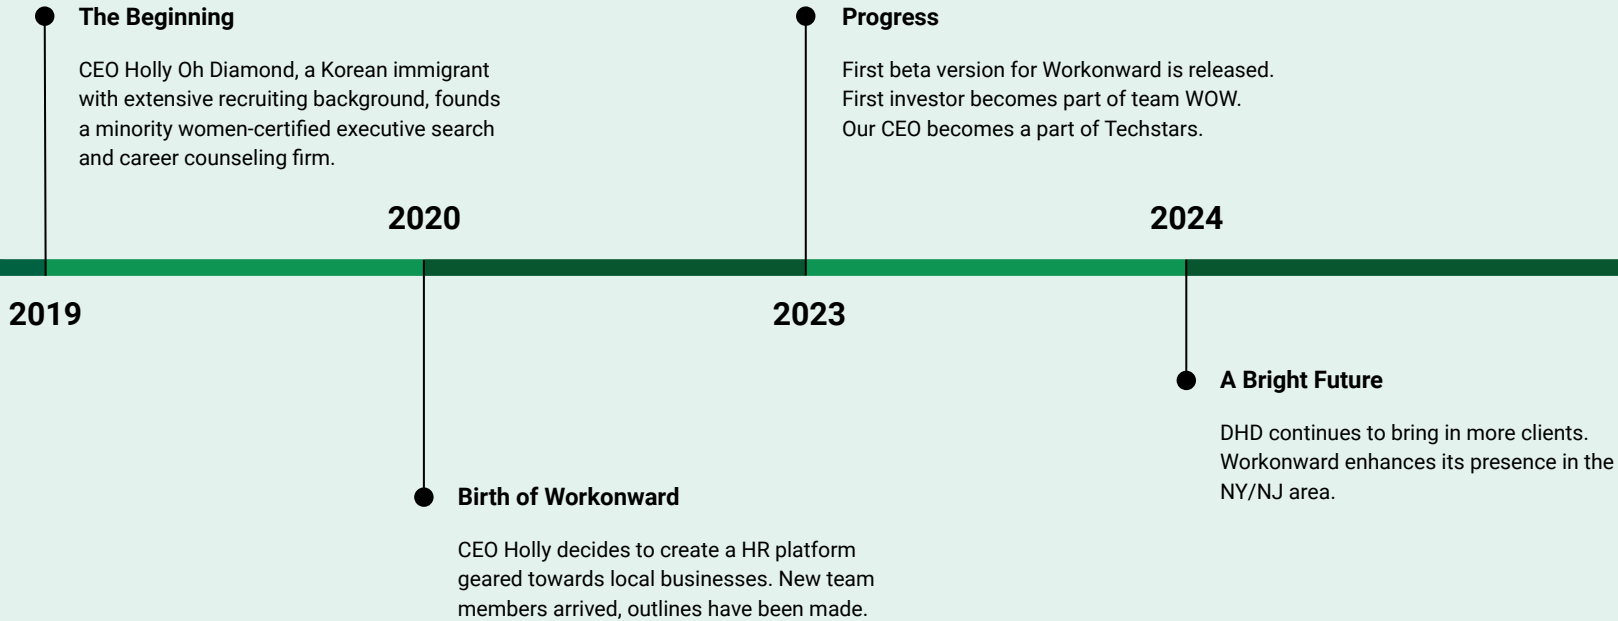 The Beginning
CEO Holly Oh Diamond, a Korean immigrant
with extensive recruiting background, founds
a minority women-certified executive search
and career counseling firm.
2019
2020
Birth of Workonward
CEO Holly decides to create a HR platform
geared towards local businesses. New team
members arrived, outlines have been made.
Progress
First beta version for Workonward is released.
First investor becomes part of team WOW.
Our CEO becomes a part of Techstars.
2023
2024
A Bright Future
DHD continues to bring in more clients.
Workonward enhances its presence in the
NY/NJ area.